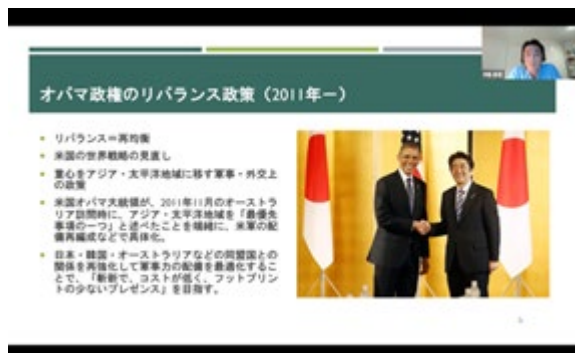 オバマ政権のリバランス政策（2011年ー）
リバランス＝再均衡
米国の世界戦略の見直し
重心をアジア・太平洋地域に移す軍事・外交上
の政策
米国オバマ大統領が、2011年11月のオーストラ
リア訪問時に、アジア・太平洋地域を「最優先
事項の一つ」と述べたことを端緒に、米軍の配
備再編成などで具体化。
日本・韓国・オーストラリアなどの同盟国との
関係を再強化して軍事力の配備を最適化するこ
とで、「斬新で、コストが低く、フットプリン
トの少ないプレゼンス」を目指す。